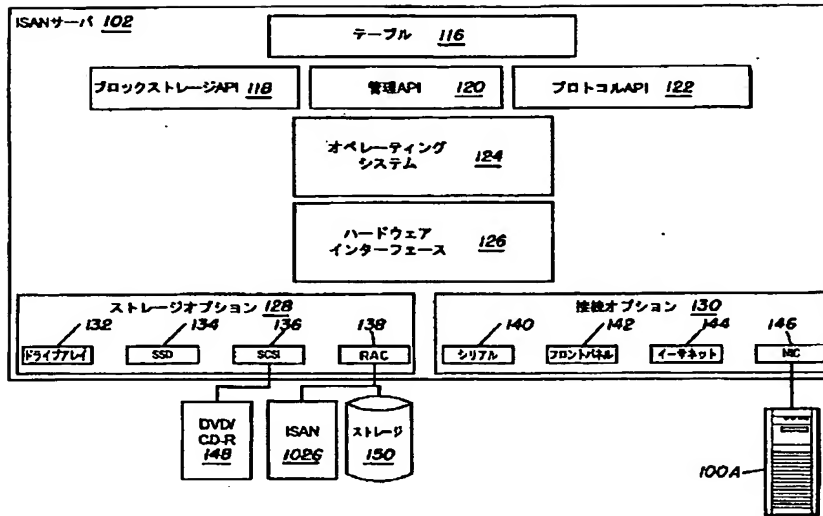 ISANサーバ 102
テーブル 116
ブロックストレージAPI 118
管理API 120
プロトコルAPI 122
オペレーティング
システム 124
ハードウェア
インターフェース 126
ストレージオプション 128
132 134 136 138
ドライブアレイ SSD SCSI RAC
接続オプション 130
140 142 144 146
シリアル フロントパネル イーサネット NIC
DVD/
CD-R
148
ISAN
102G
ストレージ
150
100A